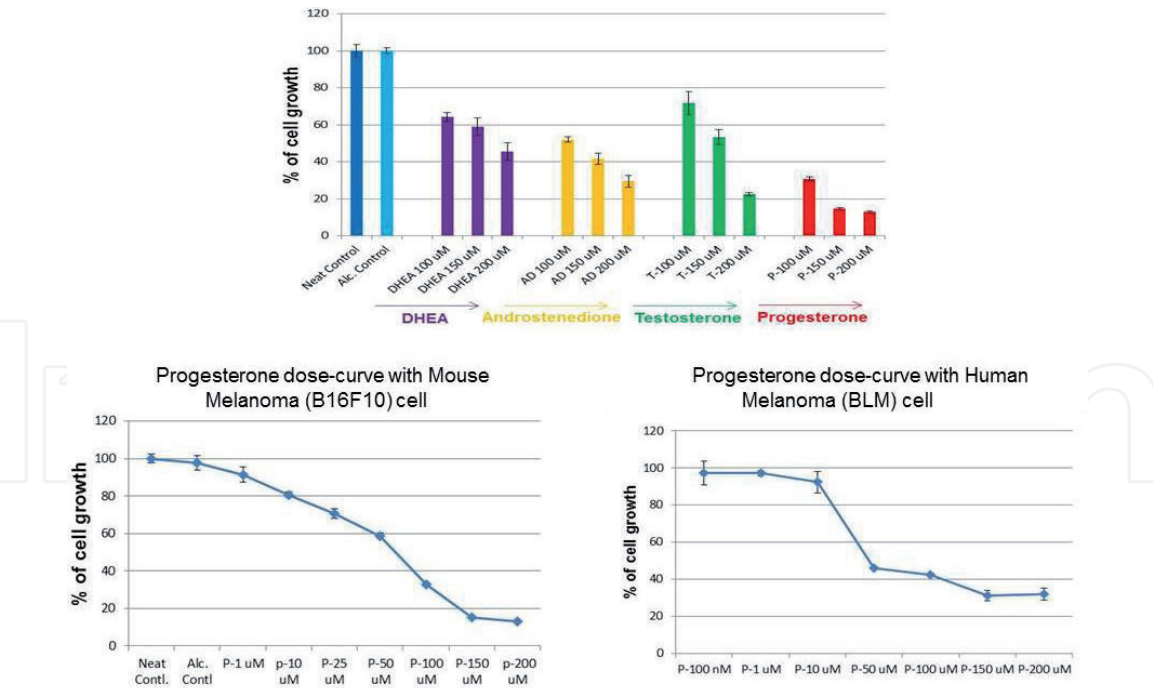 120
100
80
60
40
20
0
% of cell growth
Neat Control
Alc. Control
DHEA 100 uM
DHEA 150 uM
DHEA 200 uM
AD 100 uM
AD 150 uM
AD 200 uM
T-100 uM
T-150 uM
T-200 uM
P-100 uM
P-150 uM
P-200 uM
DHEA Androstenedione Testosterone Progesterone
Progesterone dose-curve with Mouse
Melanoma (B16F10) cell
120
100
80
60
40
20
0
% of cell growth
Neat Alc. P-1 uM p-10 P-25 P-50 P-100 P-150 p-200
Contl. Contl uM uM uM uM uM uM
Progesterone dose-curve with Human
Melanoma (BLM) cell
120
100
80
60
40
20
0
% of cell growth
P-100 nM P-1 uM P-10 uM P-50 uM P-100 uM P-150 uM P-200 uM